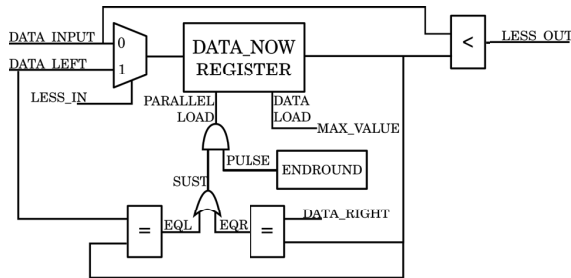 DATA_INPUT
0
DATA_NOW
REGISTER
<
LESS_OUT
DATA_LEFT
1
LESS_IN
PARALLEL
LOAD
DATA
LOAD
MAX_VALUE
PULSE
ENDROUND
SUST
DATA_RIGHT
=
EQL
EQR
=